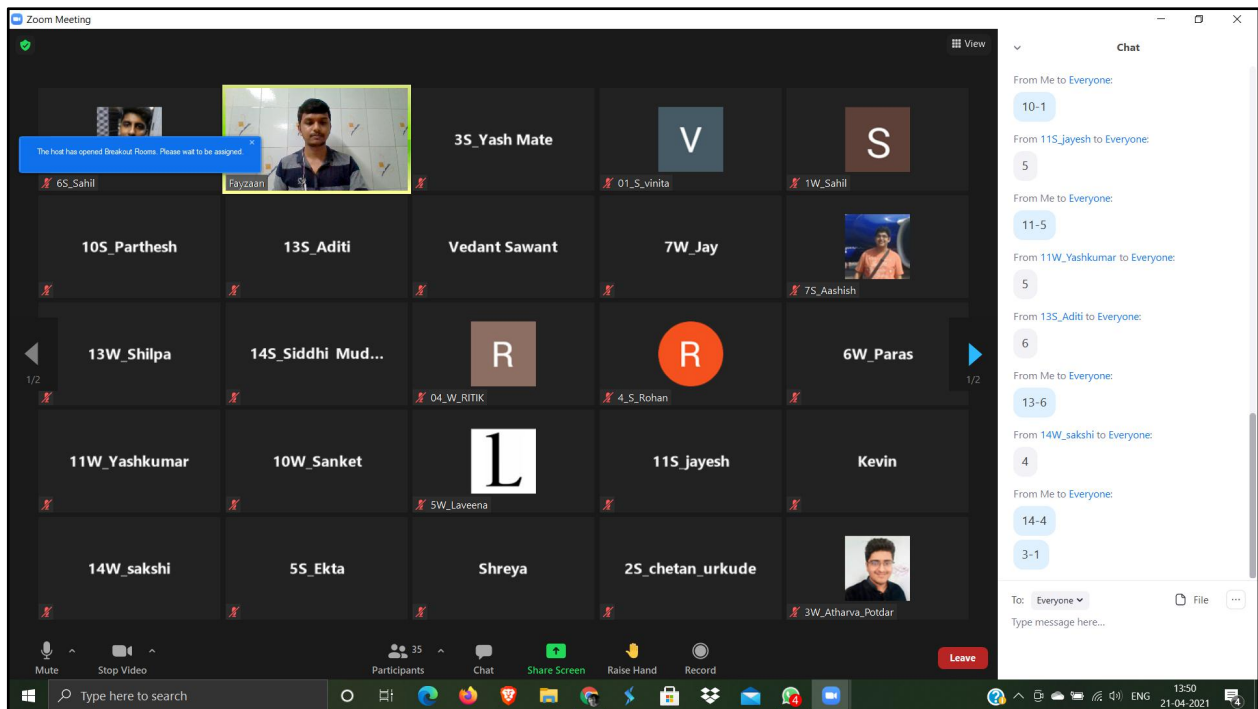 Zoom Meeting
View
The host has opened Breakout Rooms. Please wait to be assigned.
6S_Sahil
Fayzaan
3S_Yash Mate
V
01_S_vinita
S
1W_Sahil
10S_Parthesh
13S_Aditi
Vedant Sawant
7W_Jay
7S_Aashish
13W_Shilpa
14S_Siddhi Mud...
R
04_W_RITIK
R
4_S_Rohan
6W_Paras
1/2
1/2
11W_Yashkumar
10W_Sanket
L
5W_Laveena
11S_jayesh
Kevin
14W_sakshi
5S_Ekta
Shreya
2S_chetan_urkude
3W_Atharva_Potdar
Mute
Stop Video
35
Participants
Chat
Share Screen
Raise Hand
Record
Leave
Chat
From Me to Everyone:
10-1
From 11S_jayesh to Everyone:
5
From Me to Everyone:
11-5
From 11W_Yashkumar to Everyone:
5
From 13S_Aditi to Everyone:
6
From Me to Everyone:
13-6
From 14W_sakshi to Everyone:
4
From Me to Everyone:
14-4
3-1
To: Everyone
File
Type message here...
Type here to search
4
ENG
13:50
21-04-2021
4